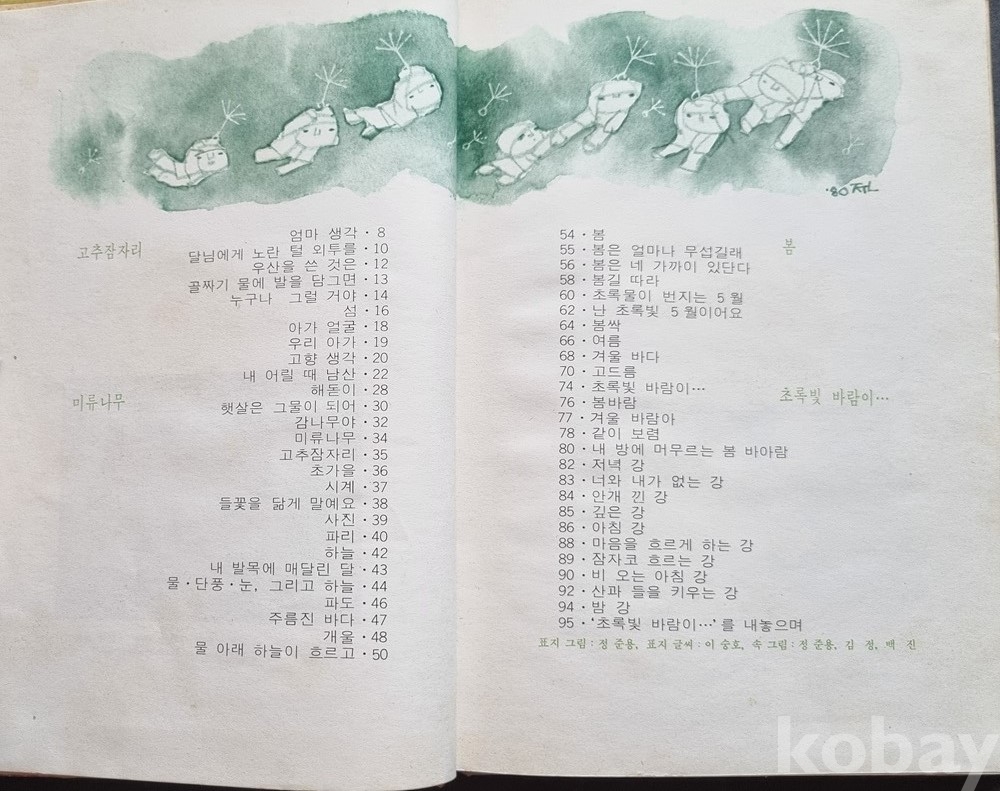 '80
고추잠자리
엄마 생각 · 8
달님에게 노란 털 외투를 · 10
우산을 쓴 것은 · 12
골짜기 물에 발을 담그면 · 13
누구나 그럴 거야 · 14
섬 · 16
아가 얼굴 · 18
우리 아가 · 19
고향 생각 · 20
내 어릴 때 남산 · 22
해돋이 · 28
미류나무
햇살은 그물이 되어 · 30
감나무야 · 32
미류나무 · 34
고추잠자리 · 35
초가을 · 36
시계 · 37
들꽃을 닮게 말예요 · 38
사진 · 39
파리 · 40
하늘 · 42
내 발목에 매달린 달 · 43
물·단풍·눈, 그리고 하늘 · 44
파도 · 46
주름진 바다 · 47
개울 · 48
물 아래 하늘이 흐르고 · 50
54 · 봄
봄
55 · 봄은 얼마나 무섭길래
56 · 봄은 네 가까이 있단다
58 · 봄길 따라
60 · 초록물이 번지는 5월
62 · 난 초록빛 5월이어요
64 · 봄싹
66 · 여름
68 · 겨울 바다
70 · 고드름
74 · 초록빛 바람이…
초록빛 바람이…
76 · 봄바람
77 · 겨울 바람아
78 · 같이 보렴
80 · 내 방에 머무르는 봄 바아람
82 · 저녁 강
83 · 너와 내가 없는 강
84 · 안개 낀 강
85 · 깊은 강
86 · 아침 강
88 · 마음을 흐르게 하는 강
89 · 잠자코 흐르는 강
90 · 비 오는 아침 강
92 · 산과 들을 키우는 강
94 · 밤 강
95 · '초록빛 바람이…'를 내놓으며
표지 그림 : 정 준용, 표지 글씨 : 이 숭호, 속 그림 : 정 준용, 김 정, 백 진
kobay